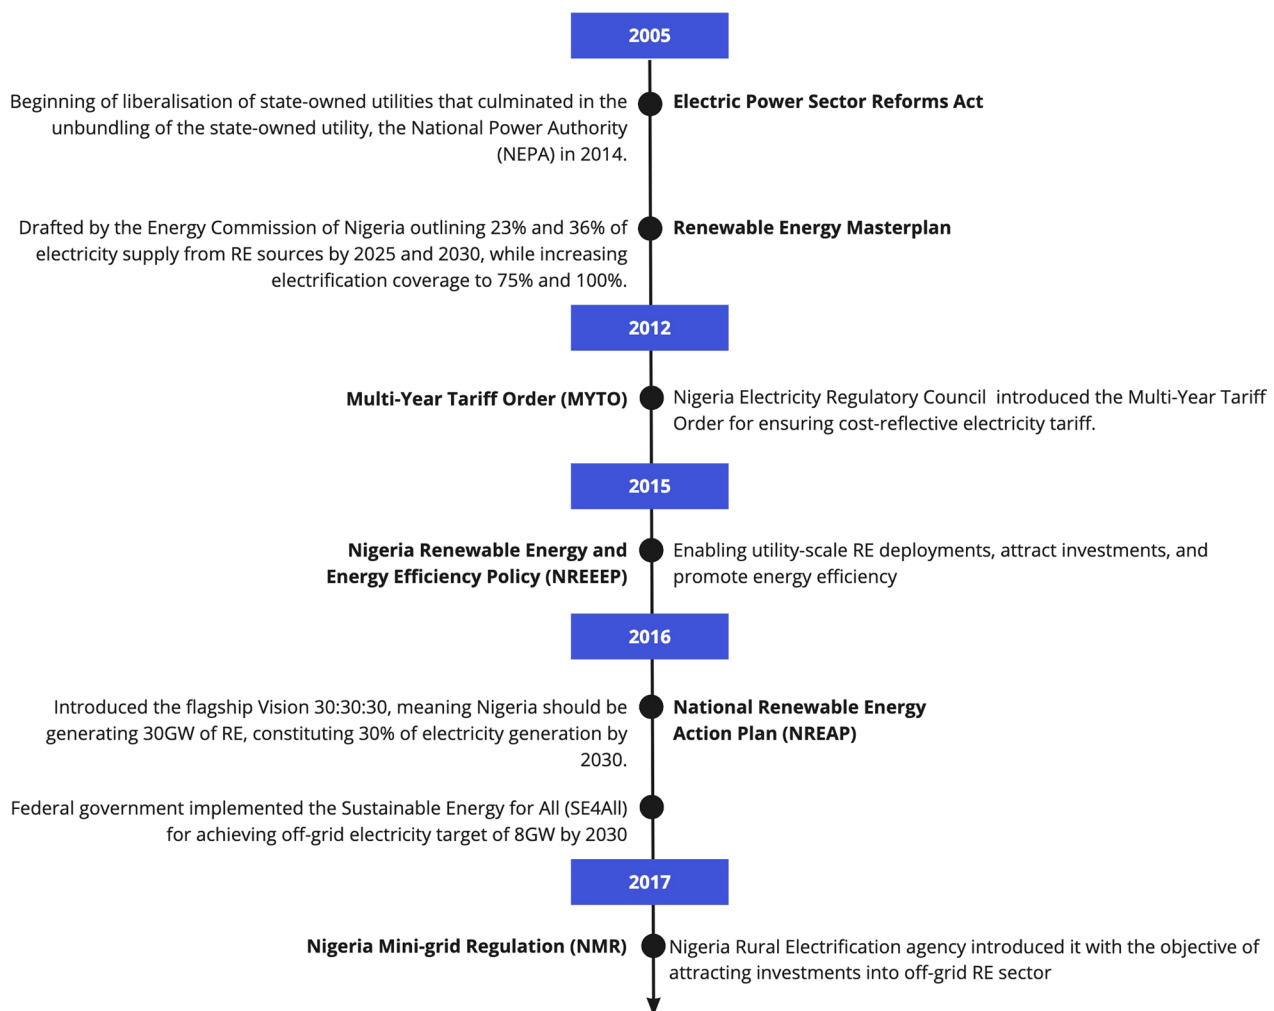 2005
Beginning of liberalisation of state-owned utilities that culminated in the
unbundling of the state-owned utility, the National Power Authority
(NEPA) in 2014.
Electric Power Sector Reforms Act
Drafted by the Energy Commission of Nigeria outlining 23% and 36% of
electricity supply from RE sources by 2025 and 2030, while increasing
electrification coverage to 75% and 100%.
Renewable Energy Masterplan
2012
Multi-Year Tariff Order (MYTO)
Nigeria Electricity Regulatory Council  introduced the Multi-Year Tariff
Order for ensuring cost-reflective electricity tariff.
2015
Nigeria Renewable Energy and
Energy Efficiency Policy (NREEEP)
Enabling utility-scale RE deployments, attract investments, and
promote energy efficiency
2016
Introduced the flagship Vision 30:30:30, meaning Nigeria should be
generating 30GW of RE, constituting 30% of electricity generation by
2030.
National Renewable Energy
Action Plan (NREAP)
Federal government implemented the Sustainable Energy for All (SE4All)
for achieving off-grid electricity target of 8GW by 2030
2017
Nigeria Mini-grid Regulation (NMR)
Nigeria Rural Electrification agency introduced it with the objective of
attracting investments into off-grid RE sector